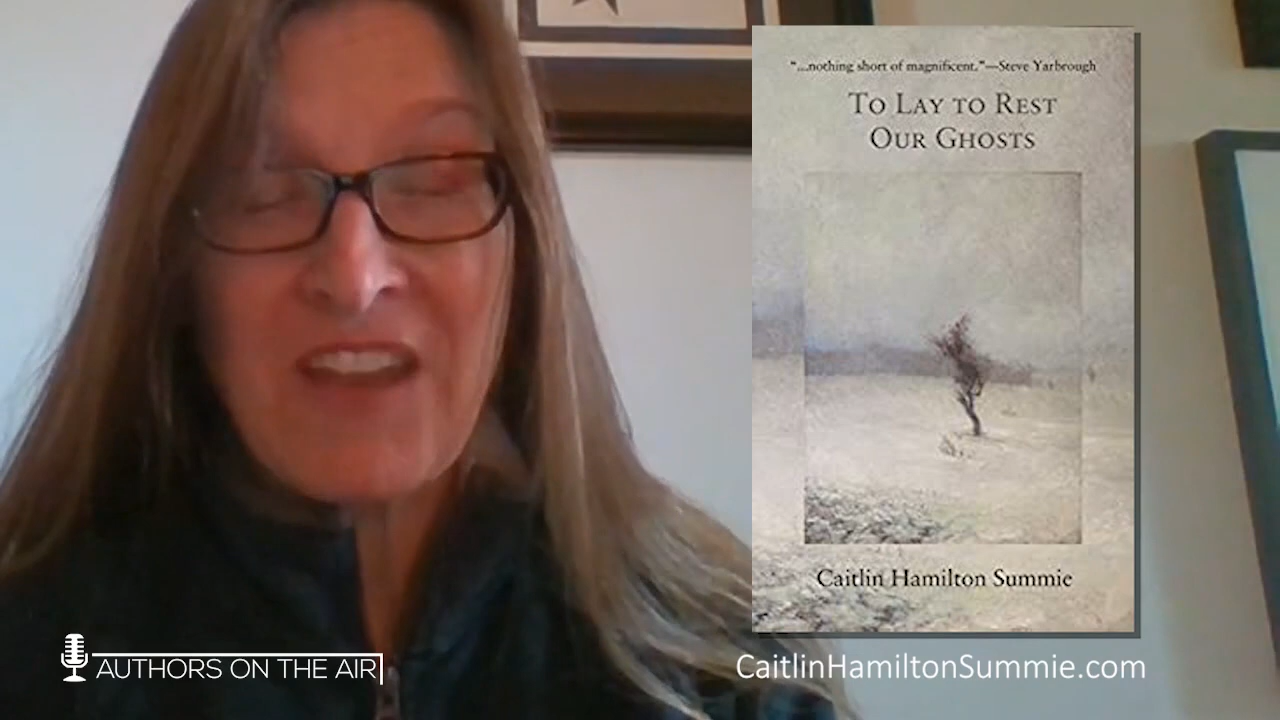 "...nothing short of magnificent."—Steve Yarbrough
To Lay to Rest
Our Ghosts
Caitlin Hamilton Summie
AUTHORS ON THE AIR
CaitlinHamiltonSummie.com